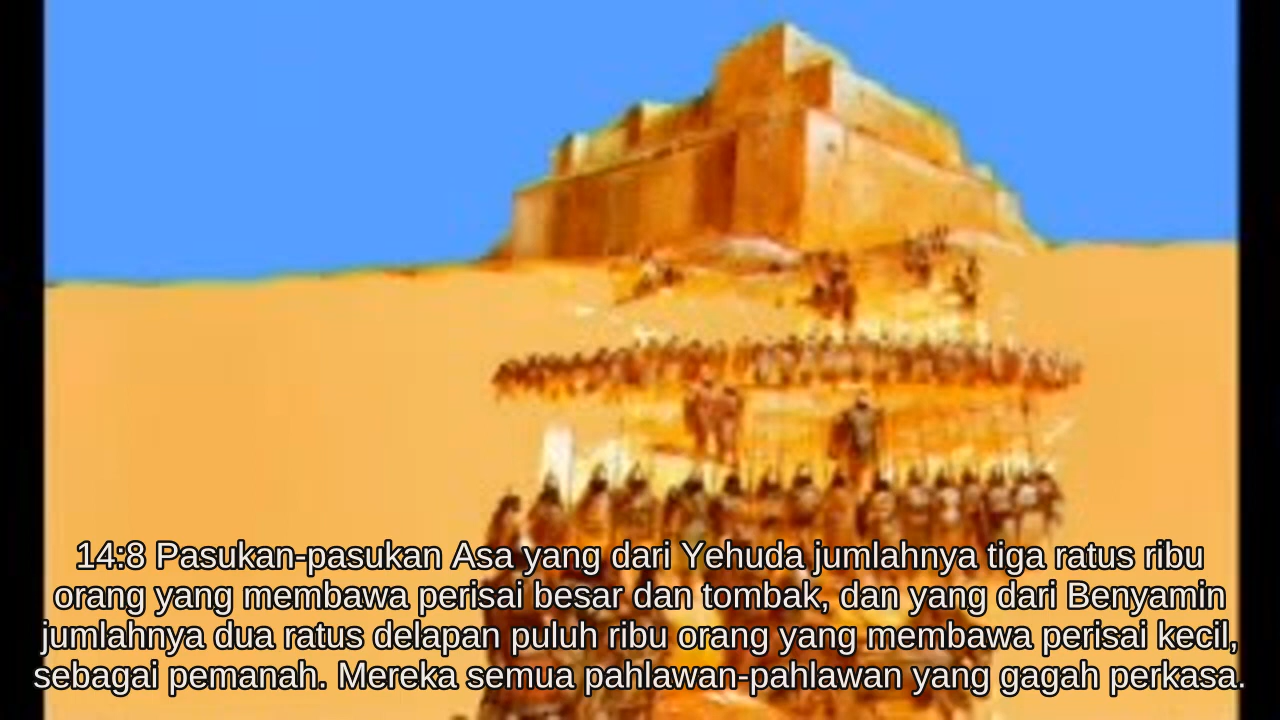 14:8 Pasukan-pasukan Asa yang dari Yehuda jumlahnya tiga ratus ribu
orang yang membawa perisai besar dan tombak, dan yang dari Benyamin
jumlahnya dua ratus delapan puluh ribu orang yang membawa perisai kecil,
sebagai pemanah. Mereka semua pahlawan-pahlawan yang gagah perkasa.